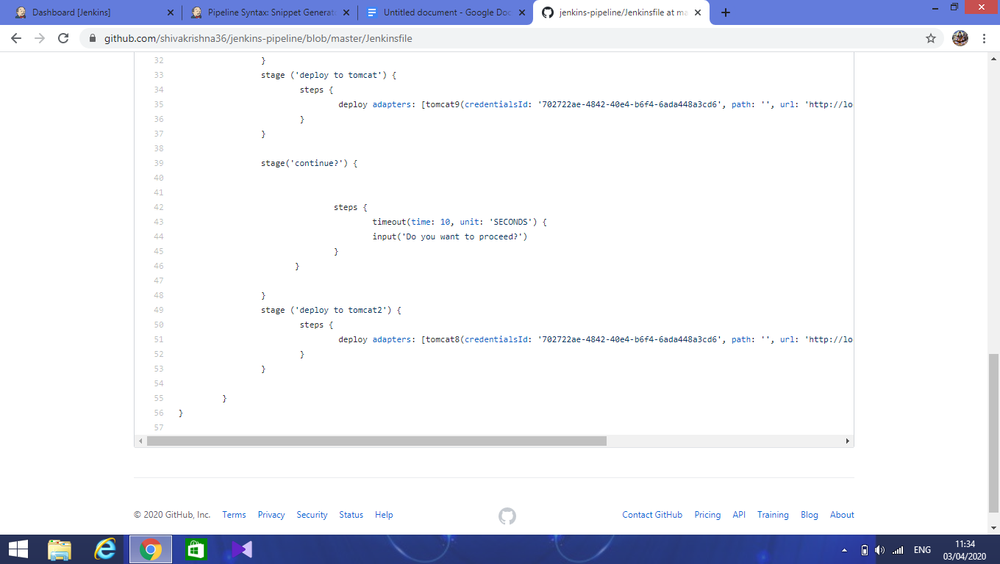 Dashboard [Jenkins]
Pipeline Syntax: Snippet Generat
Untitled document - Google Doc
jenkins-pipeline/Jenkinsfile at ma
github.com/shivakrishna36/jenkins-pipeline/blob/master/Jenkinsfile
32 }
33 stage ('deploy to tomcat') {
34 steps {
35 deploy adapters: [tomcat9(credentialsId: '702722ae-4842-40e4-b6f4-6ada448a3cd6', path: '', url: 'http://lo
36 }
37 }
38
39 stage('continue?') {
40
41
42 steps {
43 timeout(time: 10, unit: 'SECONDS') {
44 input('Do you want to proceed?')
45 }
46 }
47
48 }
49 stage ('deploy to tomcat2') {
50 steps {
51 deploy adapters: [tomcat8(credentialsId: '702722ae-4842-40e4-b6f4-6ada448a3cd6', path: '', url: 'http://lo
52 }
53 }
54
55 }
56 }
57
© 2020 GitHub, Inc. Terms Privacy Security Status Help
Contact GitHub Pricing API Training Blog About
ENG
11:34
03/04/2020